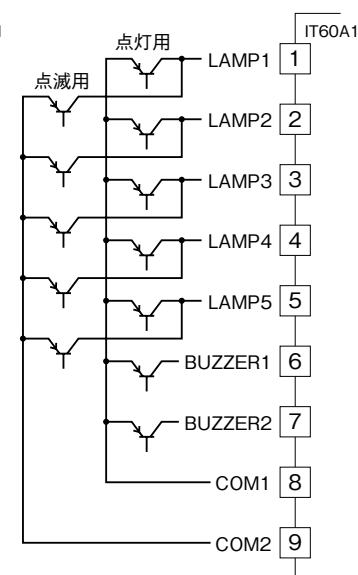 IT60A1
点灯用
点滅用
LAMP1 1
LAMP2 2
LAMP3 3
LAMP4 4
LAMP5 5
BUZZER1 6
BUZZER2 7
COM1 8
COM2 9